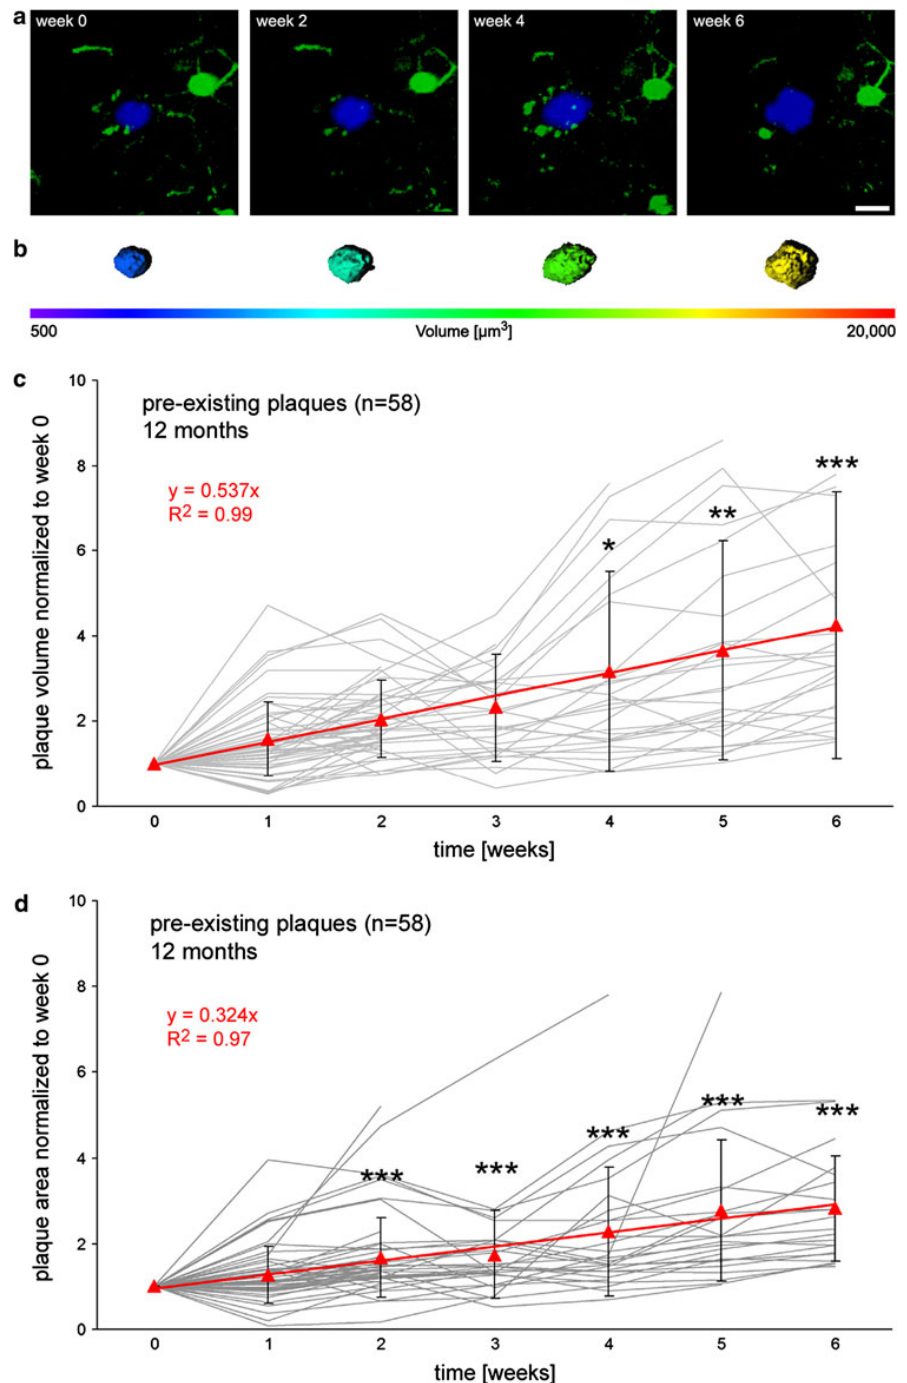 a
week 0
week 2
week 4
week 6
b
500
Volume [µm³]
20,000
c
10
8
6
4
2
0
plaque volume normalized to week 0
pre-existing plaques (n=58)
12 months
y = 0.537x
R² = 0.99
*
**
***
0 1 2 3 4 5 6
time [weeks]
d
10
8
6
4
2
0
plaque area normalized to week 0
pre-existing plaques (n=58)
12 months
y = 0.324x
R² = 0.97
***
***
***
***
***
0 1 2 3 4 5 6
time [weeks]